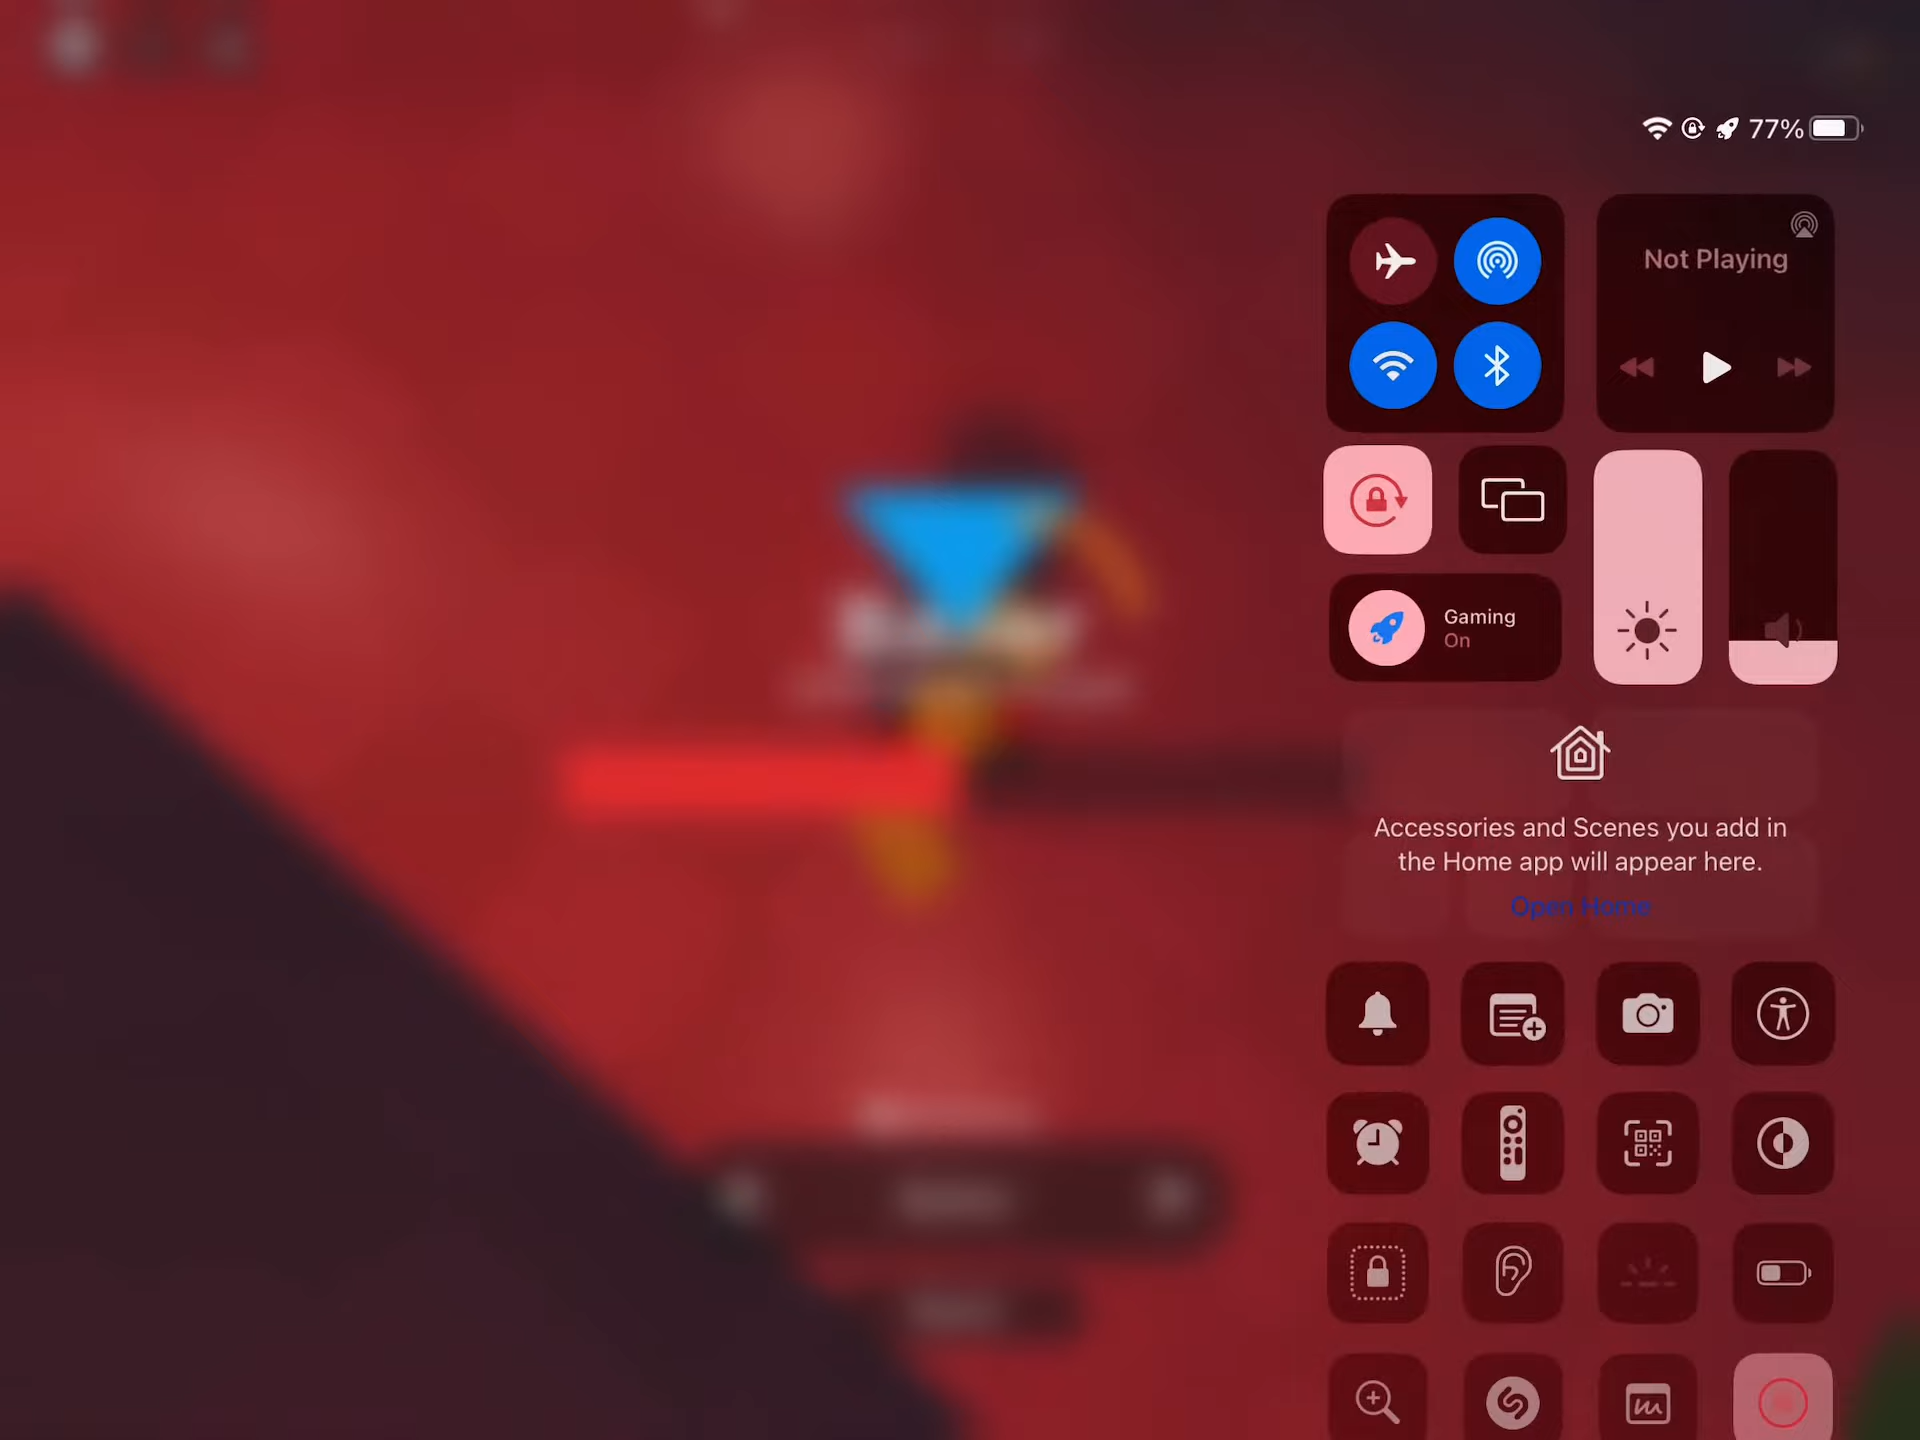 77%
Not Playing
Gaming
On
Accessories and Scenes you add in
the Home app will appear here.
Open Home